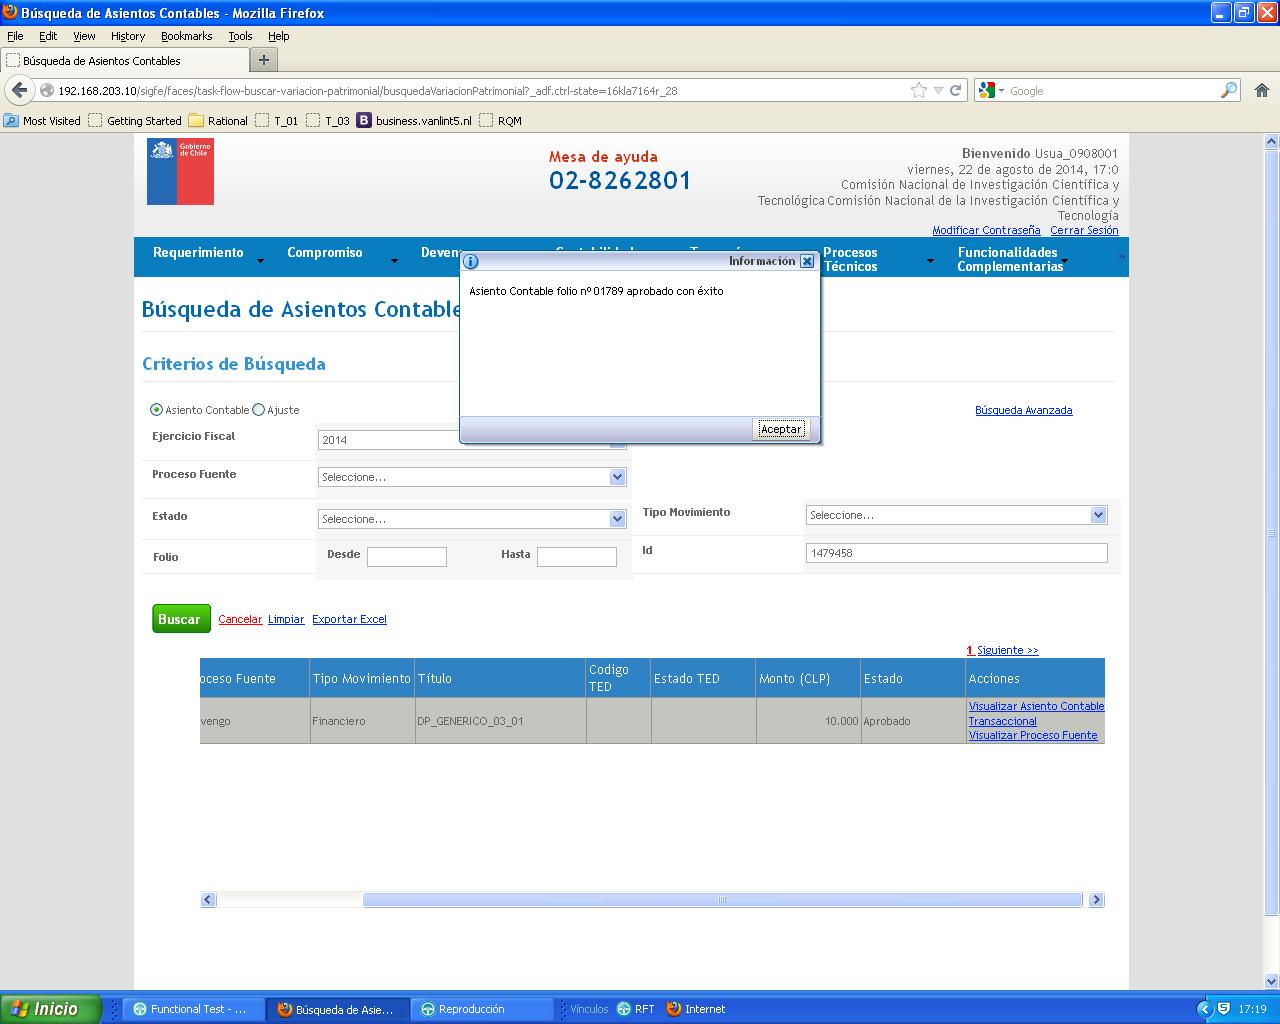 Búsqueda de Asientos Contables - Mozilla Firefox
File Edit View History Bookmarks Tools Help
Búsqueda de Asientos Contables
192.168.203.10/sigfe/faces/task-flow-buscar-variacion-patrimonial/busquedaVariacionPatrimonial?_adf.ctrl-state=16kla7164r_28
Google
Most Visited Getting Started Rational T_01 T_03 business.vanlint5.nl RQM
Gobierno de Chile
Mesa de ayuda
02-8262801
Bienvenido Usua_0908001
viernes, 22 de agosto de 2014, 17:0
Comisión Nacional de Investigación Científica y
Tecnológica Comisión Nacional de la Investigación Científica y
Tecnología
Modificar Contraseña Cerrar Sesión
Requerimiento Compromiso Deven
Procesos Técnicos
Funcionalidades Complementarias
»
Información
Asiento Contable folio nº 01789 aprobado con éxito
Aceptar
Búsqueda de Asientos Contable
Criterios de Búsqueda
Asiento Contable Ajuste
Búsqueda Avanzada
Ejercicio Fiscal 2014
Proceso Fuente Seleccione...
Estado Seleccione...
Tipo Movimiento Seleccione...
Folio Desde Hasta
Id 1479458
Buscar Cancelar Limpiar Exportar Excel
1 Siguiente >>
oceso Fuente Tipo Movimiento Título Codigo TED Estado TED Monto (CLP) Estado Acciones
vengo Financiero DP_GENERICO_03_01 10.000 Aprobado
Visualizar Asiento Contable
Transaccional
Visualizar Proceso Fuente
Inicio
Functional Test - ...
Búsqueda de Asie...
Reproducción
Vínculos
RFT
Internet
17:19